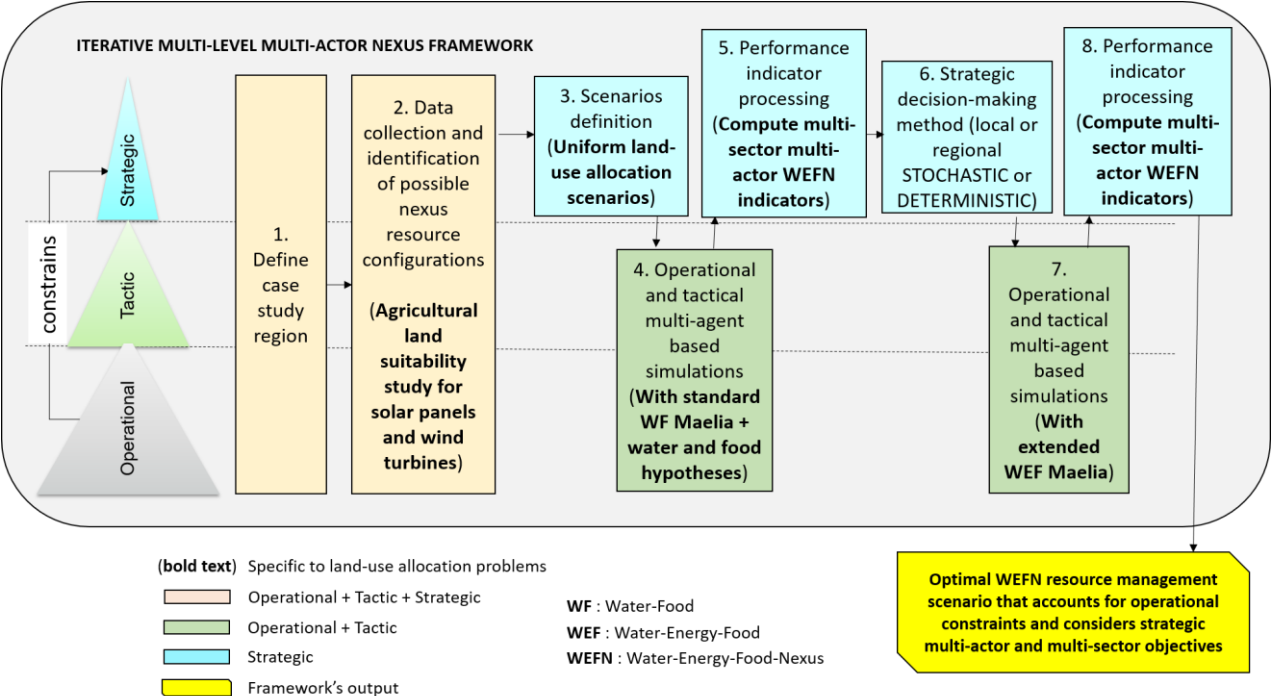 ITERATIVE MULTI-LEVEL MULTI-ACTOR NEXUS FRAMEWORK
constrains
Strategic
Tactic
Operational
1.
Define
case
study
region
2. Data
collection and
identification
of possible
nexus
resource
configurations
(Agricultural
land
suitability
study for
solar panels
and wind
turbines)
3. Scenarios
definition
(Uniform land-
use allocation
scenarios)
4. Operational
and tactical
multi-agent
based
simulations
(With standard
WF Maelia +
water and food
hypotheses)
5. Performance
indicator
processing
(Compute multi-
sector multi-
actor WEFN
indicators)
6. Strategic
decision-making
method (local or
regional
STOCHASTIC or
DETERMINISTIC)
7.
Operational
and tactical
multi-agent
based
simulations
(With
extended
WEF Maelia)
8. Performance
indicator
processing
(Compute multi-
sector multi-
actor WEFN
indicators)
(bold text) Specific to land-use allocation problems
Operational + Tactic + Strategic
Operational + Tactic
Strategic
Framework's output
WF : Water-Food
WEF : Water-Energy-Food
WEFN : Water-Energy-Food-Nexus
Optimal WEFN resource management
scenario that accounts for operational
constraints and considers strategic
multi-actor and multi-sector objectives